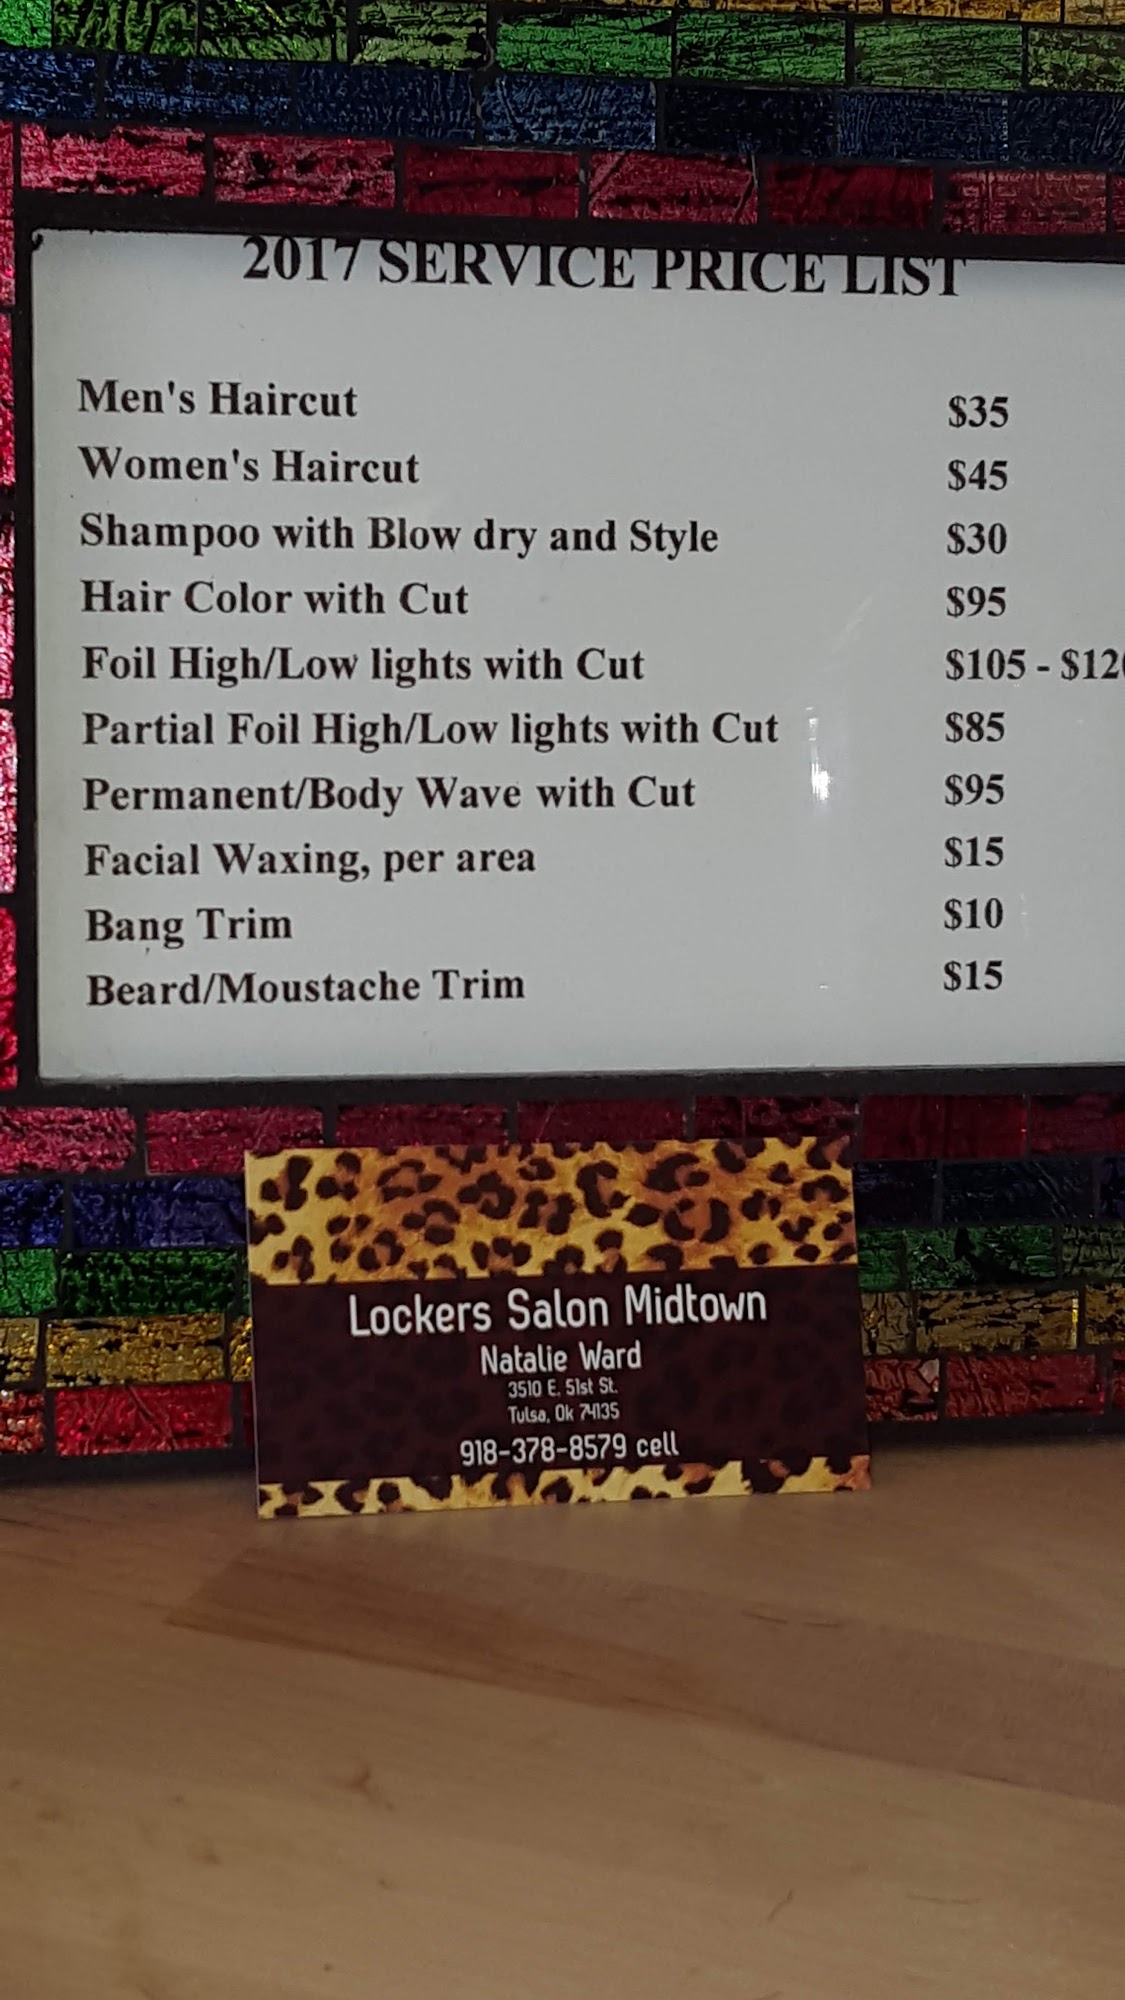 2017 SERVICE PRICE LIST
Men's Haircut $35
Women's Haircut $45
Shampoo with Blow dry and Style $30
Hair Color with Cut $95
Foil High/Low lights with Cut $105 - $120
Partial Foil High/Low lights with Cut $85
Permanent/Body Wave with Cut $95
Facial Waxing, per area $15
Bang Trim $10
Beard/Moustache Trim $15
Lockers Salon Midtown
Natalie Ward
3510 E. 51st St.
Tulsa, Ok 74135
918-378-8579 cell